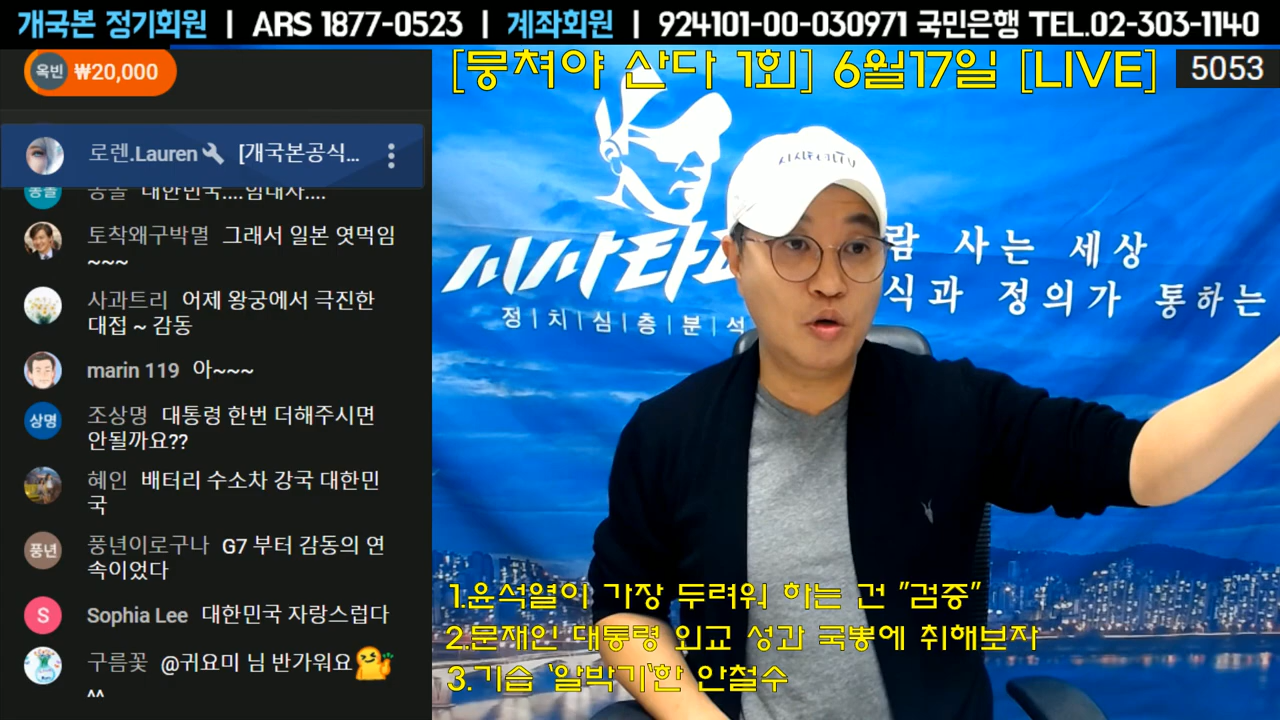 개국본 정기회원 | ARS 1877-0523 | 계좌회원 | 924101-00-030971 국민은행 TEL.02-303-1140
[뭉쳐야 산다 1회] 6월17일 [LIVE]
5053
옥빈 ₩20,000
로렌.Lauren [개국본공식...
토착왜구박멸 그래서 일본 엿먹임
~~~
사과트리 어제 왕궁에서 극진한
대접 ~ 감동
marin 119 아~~~
상명 조상명 대통령 한번 더해주시면
안될까요??
혜인 배터리 수소차 강국 대한민
국
풍년 풍년이로구나 G7 부터 감동의 연
속이었다
S Sophia Lee 대한민국 자랑스럽다
구름꽃 @귀요미 님 반가워요
^^
시사타
정|치|심|층|분|석
람 사는 세상
식과 정의가 통하는
1.윤석열이 가장 두려워 하는 건 "검증"
2.문재인 대통령 외교 성과 국뽕에 취해보자
3.기습 '알박기'한 안철수